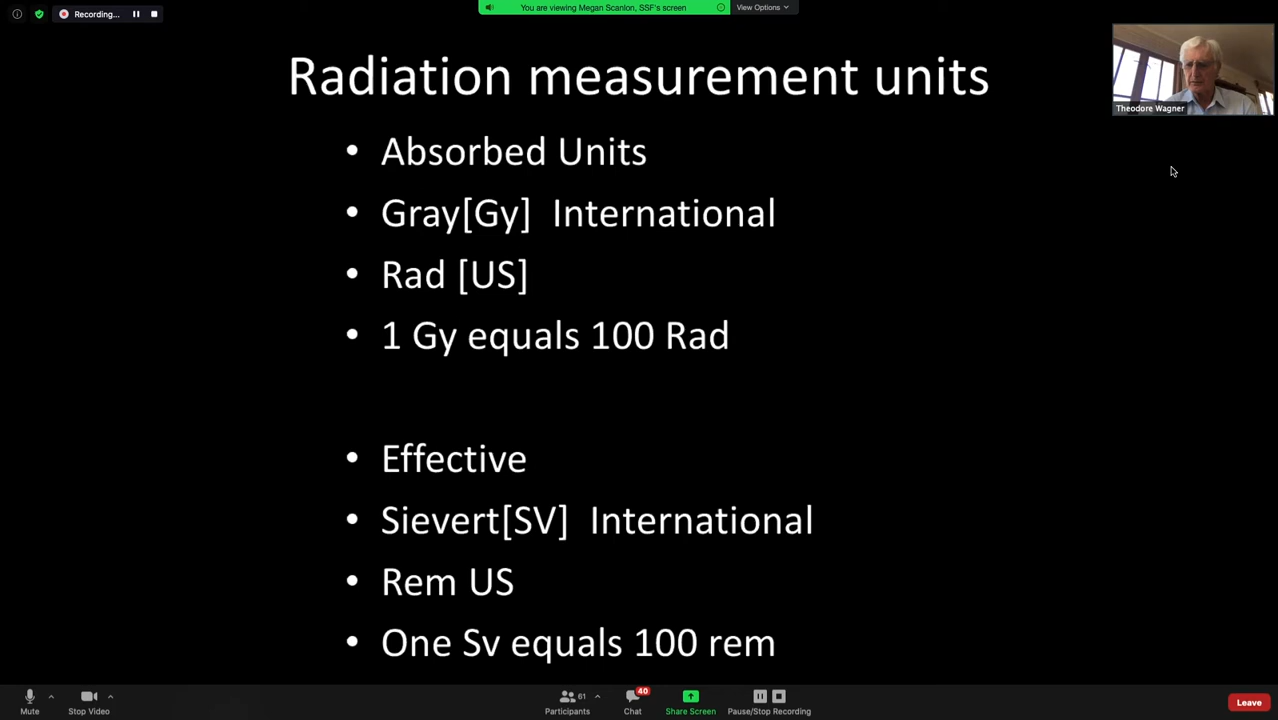 Recording...
You are viewing Megan Scanlon, SSF's screen
View Options
Radiation measurement units
Theodore Wagner
• Absorbed Units
• Gray[Gy] International
• Rad [US]
• 1 Gy equals 100 Rad
• Effective
• Sievert[SV] International
• Rem US
• One Sv equals 100 rem
Mute
Stop Video
61
Participants
40
Chat
Share Screen
Pause/Stop Recording
Leave